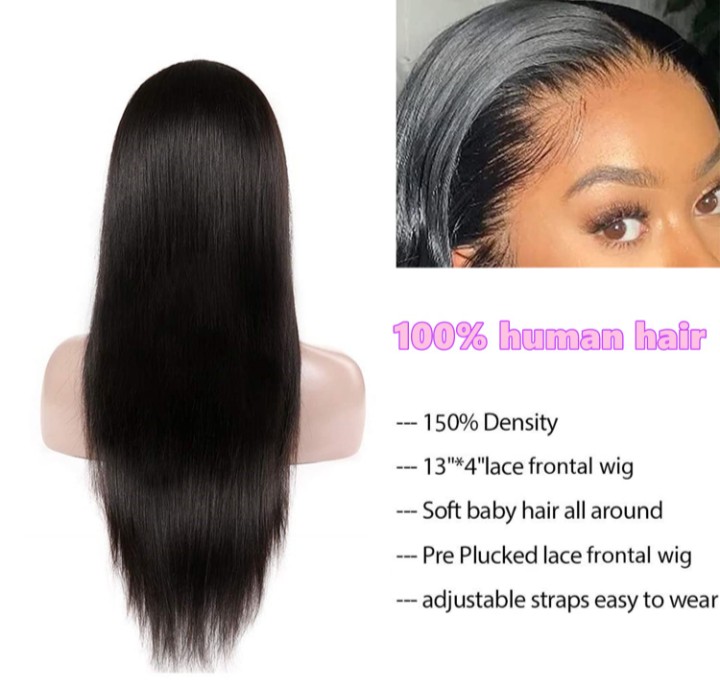 100% human hair
--- 150% Density
--- 13"*4"lace frontal wig
--- Soft baby hair all around
--- Pre Plucked lace frontal wig
--- adjustable straps easy to wear